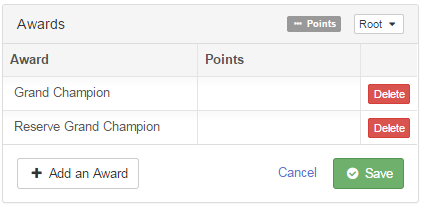 Awards
Points
Root
Award Points
Grand Champion Delete
Reserve Grand Champion Delete
Add an Award Cancel Save